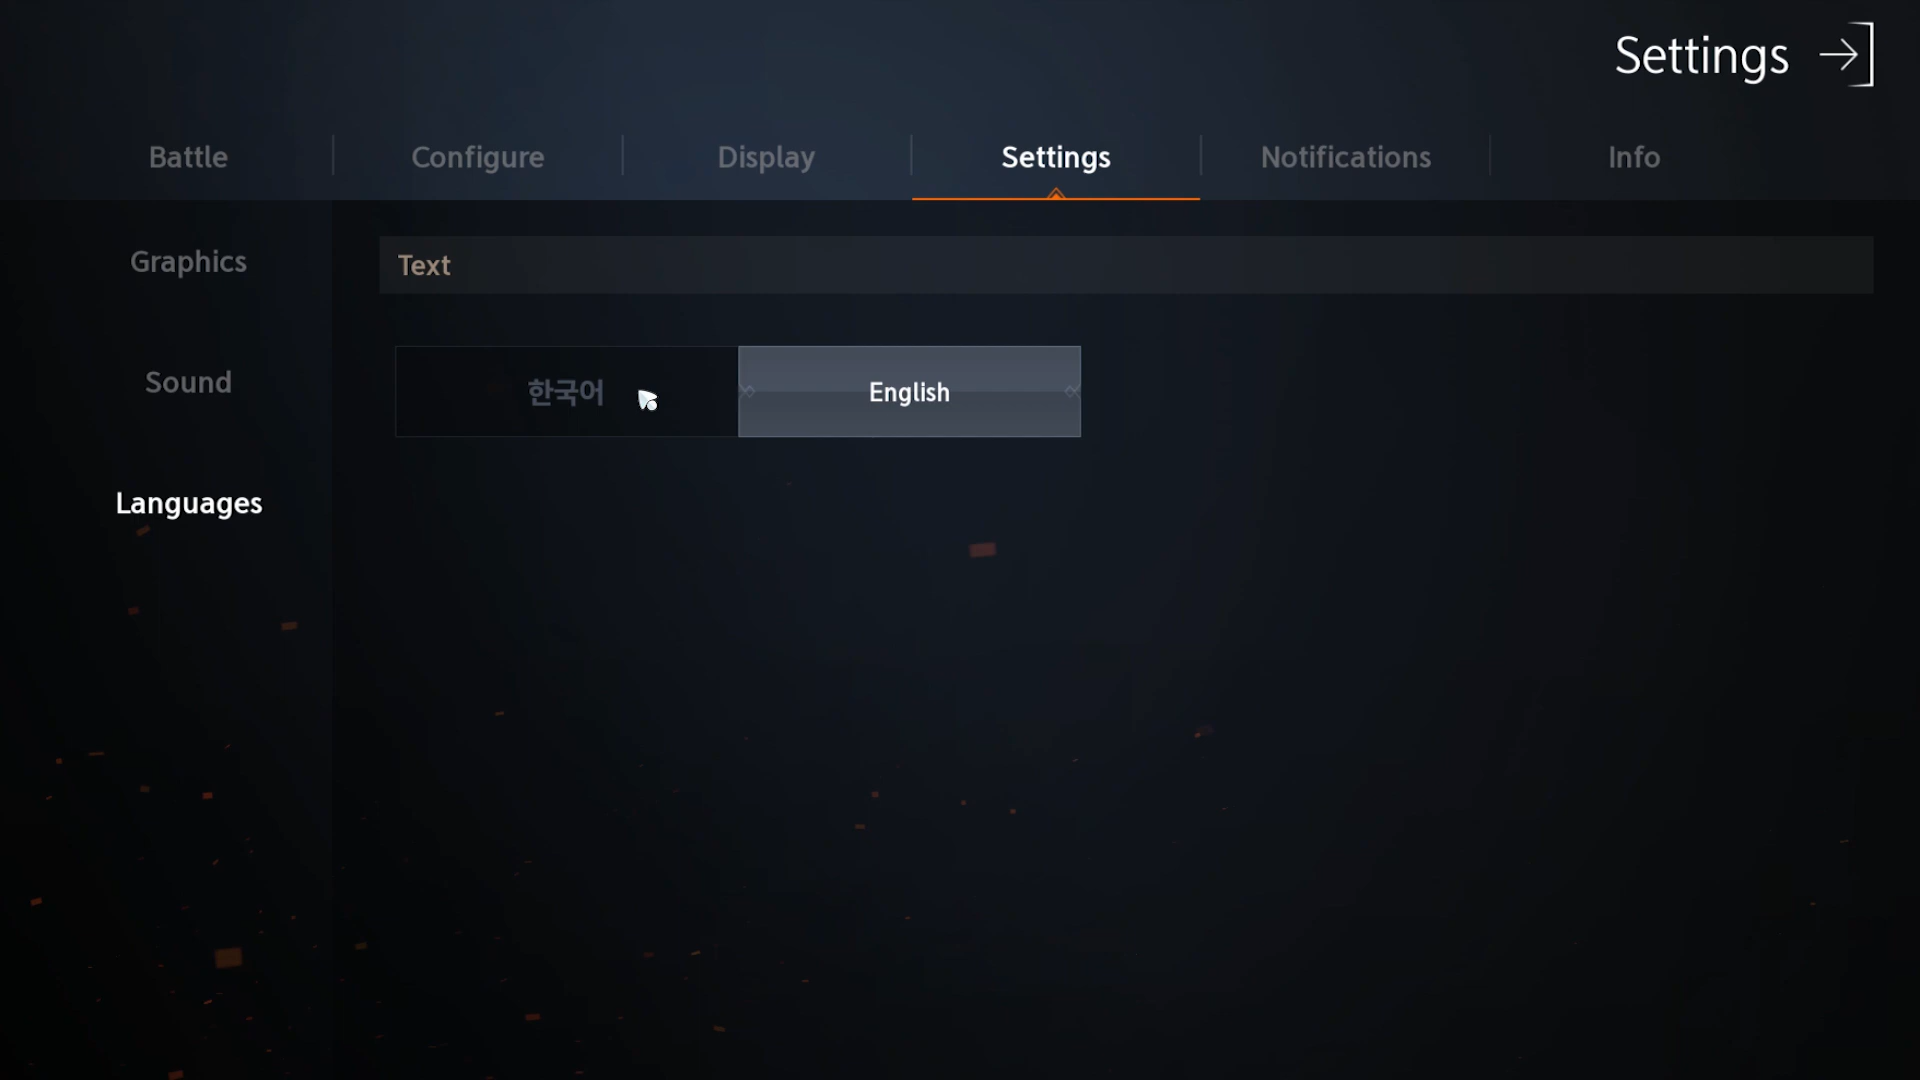 Settings
Battle
Configure
Display
Settings
Notifications
Info
Graphics
Sound
Languages
Text
한국어
English